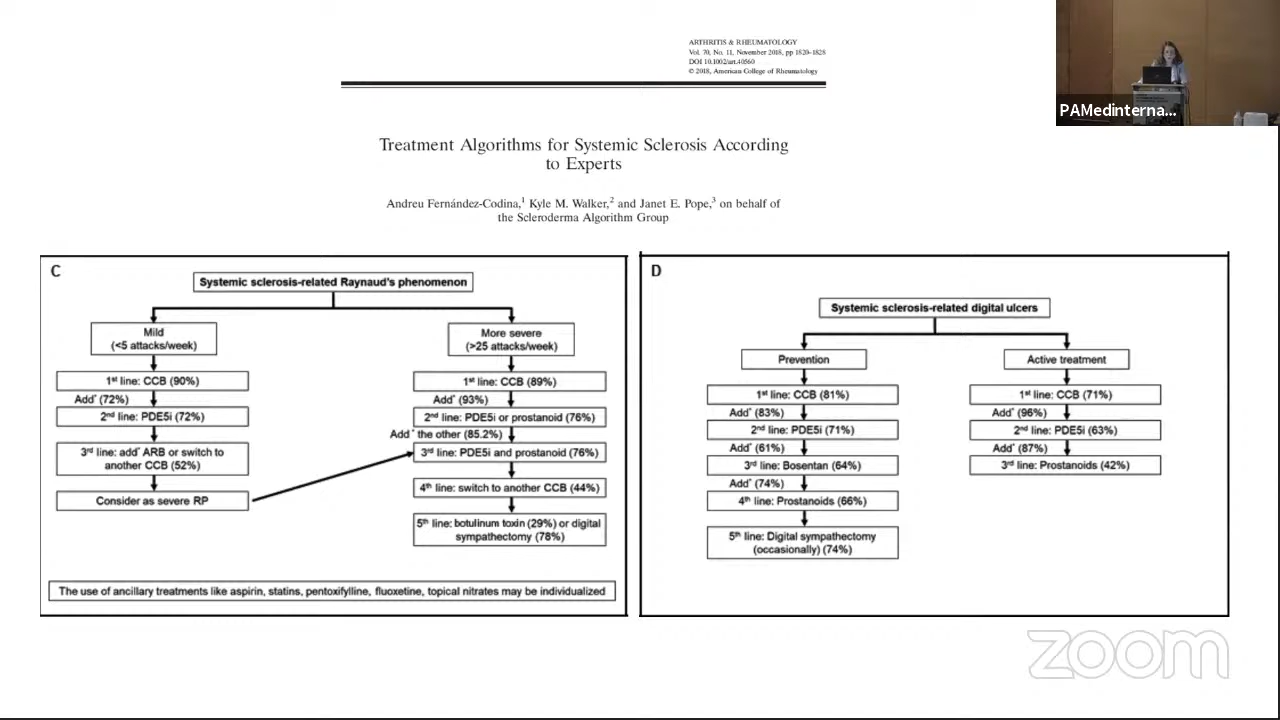 ARTHRITIS & RHEUMATOLOGY
Vol. 70, No. 11, November 2018, pp 1820–1828
DOI 10.1002/art.40560
© 2018, American College of Rheumatology
PAMedinterna...
Treatment Algorithms for Systemic Sclerosis According
to Experts
Andreu Fernández-Codina,1 Kyle M. Walker,2 and Janet E. Pope,3 on behalf of
the Scleroderma Algorithm Group
C
Systemic sclerosis-related Raynaud's phenomenon
Mild
(<5 attacks/week)
1st line: CCB (90%)
Add* (72%)
2nd line: PDE5i (72%)
3rd line: add* ARB or switch to
another CCB (52%)
Consider as severe RP
More severe
(>25 attacks/week)
1st line: CCB (89%)
Add* (93%)
2nd line: PDE5i or prostanoid (76%)
Add* the other (85.2%)
3rd line: PDE5i and prostanoid (76%)
4th line: switch to another CCB (44%)
5th line: botulinum toxin (29%) or digital
sympathectomy (78%)
The use of ancillary treatments like aspirin, statins, pentoxifylline, fluoxetine, topical nitrates may be individualized
D
Systemic sclerosis-related digital ulcers
Prevention
1st line: CCB (81%)
Add* (83%)
2nd line: PDE5i (71%)
Add* (61%)
3rd line: Bosentan (64%)
Add* (74%)
4th line: Prostanoids (66%)
5th line: Digital sympathectomy
(occasionally) (74%)
Active treatment
1st line: CCB (71%)
Add* (96%)
2nd line: PDE5i (63%)
Add* (87%)
3rd line: Prostanoids (42%)
zoom